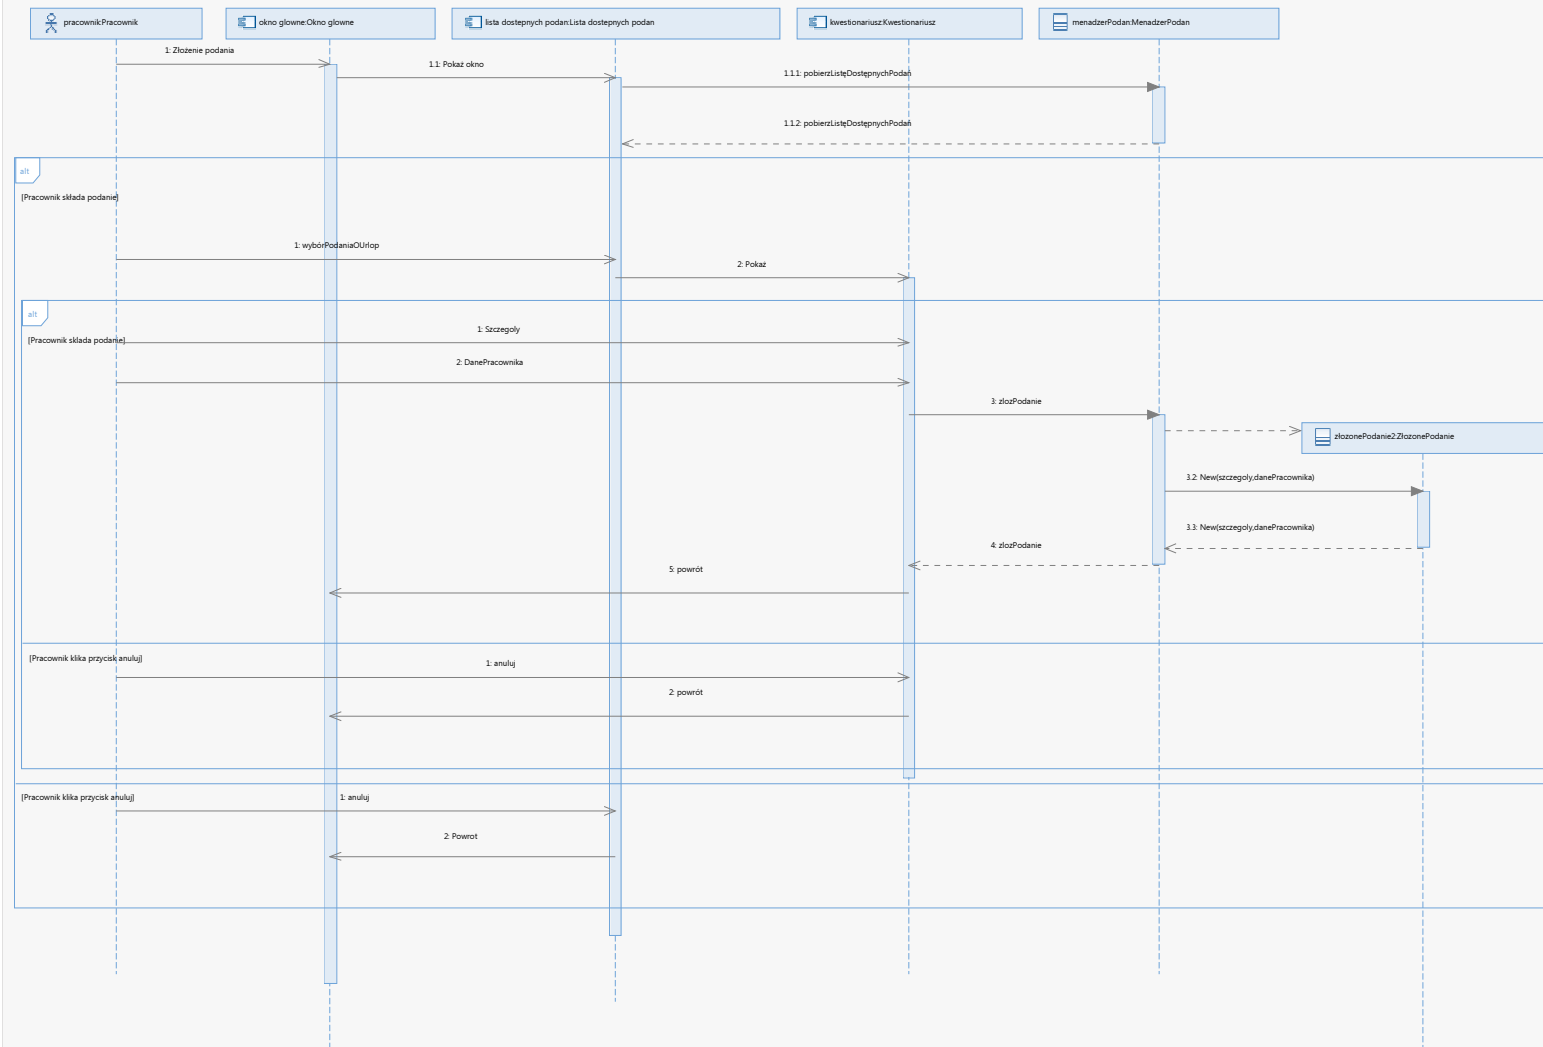 pracownik:Pracownik
okno glowne:Okno glowne
lista dostepnych podan:Lista dostepnych podan
kwestionariusz:Kwestionariusz
menadzerPodan:MenadzerPodan
1: Złożenie podania
1.1: Pokaż okno
1.1.1: pobierzListęDostępnychPodań
1.1.2: pobierzListęDostępnychPodań
alt
[Pracownik składa podanie]
1: wybórPodaniaOUrlop
2: Pokaż
alt
1: Szczegoly
[Pracownik sklada podanie]
2: DanePracownika
3: zlozPodanie
złozonePodanie2:ZlozonePodanie
3.2: New(szczegoly,danePracownika)
3.3: New(szczegoly,danePracownika)
4: zlozPodanie
5: powrót
[Pracownik klika przycisk anuluj]
1: anuluj
2: powrót
[Pracownik klika przycisk anuluj]
1: anuluj
2: Powrot